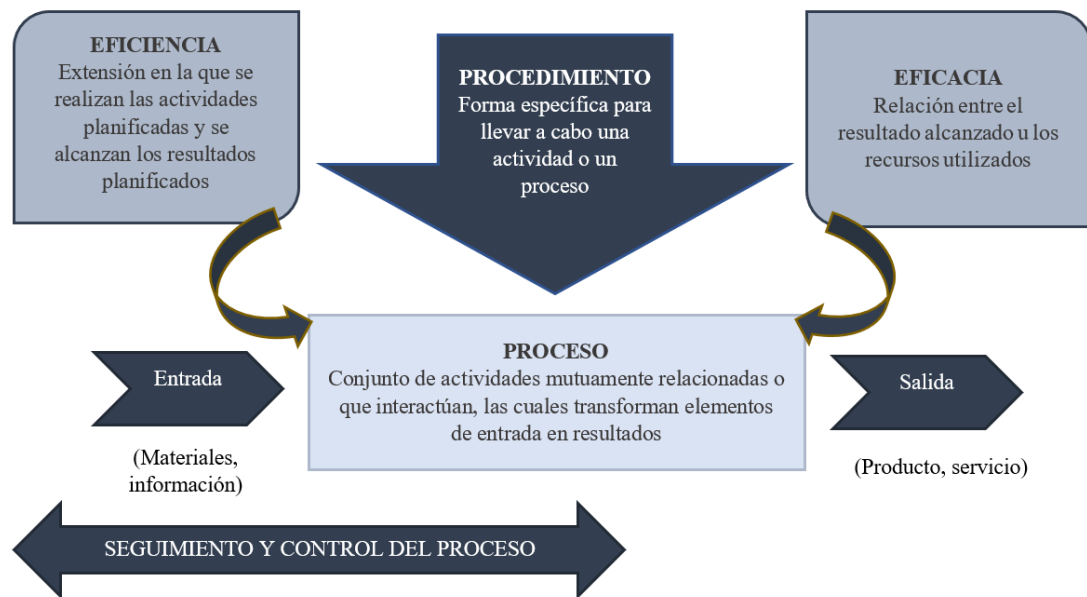 EFICIENCIA
Extensión en la que se
realizan las actividades
planificadas y se
alcanzan los resultados
planificados
PROCEDIMIENTO
Forma específica para
llevar a cabo una
actividad o un
proceso
EFICACIA
Relación entre el
resultado alcanzado u los
recursos utilizados
Entrada
(Materiales,
información)
PROCESO
Conjunto de actividades mutuamente relacionadas o
que interactúan, las cuales transforman elementos
de entrada en resultados
Salida
(Producto, servicio)
SEGUIMIENTO Y CONTROL DEL PROCESO